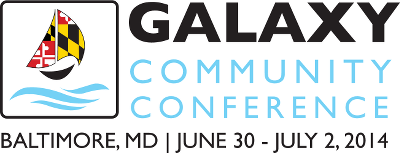 GALAXY
COMMUNITY
CONFERENCE
BALTIMORE, MD | JUNE 30 - JULY 2, 2014